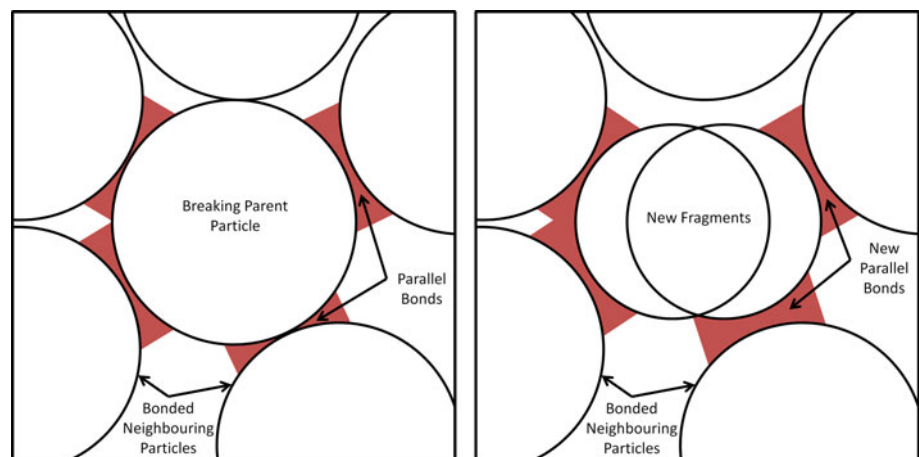 Breaking Parent
Particle
Parallel
Bonds
Bonded
Neighbouring
Particles
New Fragments
New
Parallel
Bonds
Bonded
Neighbouring
Particles